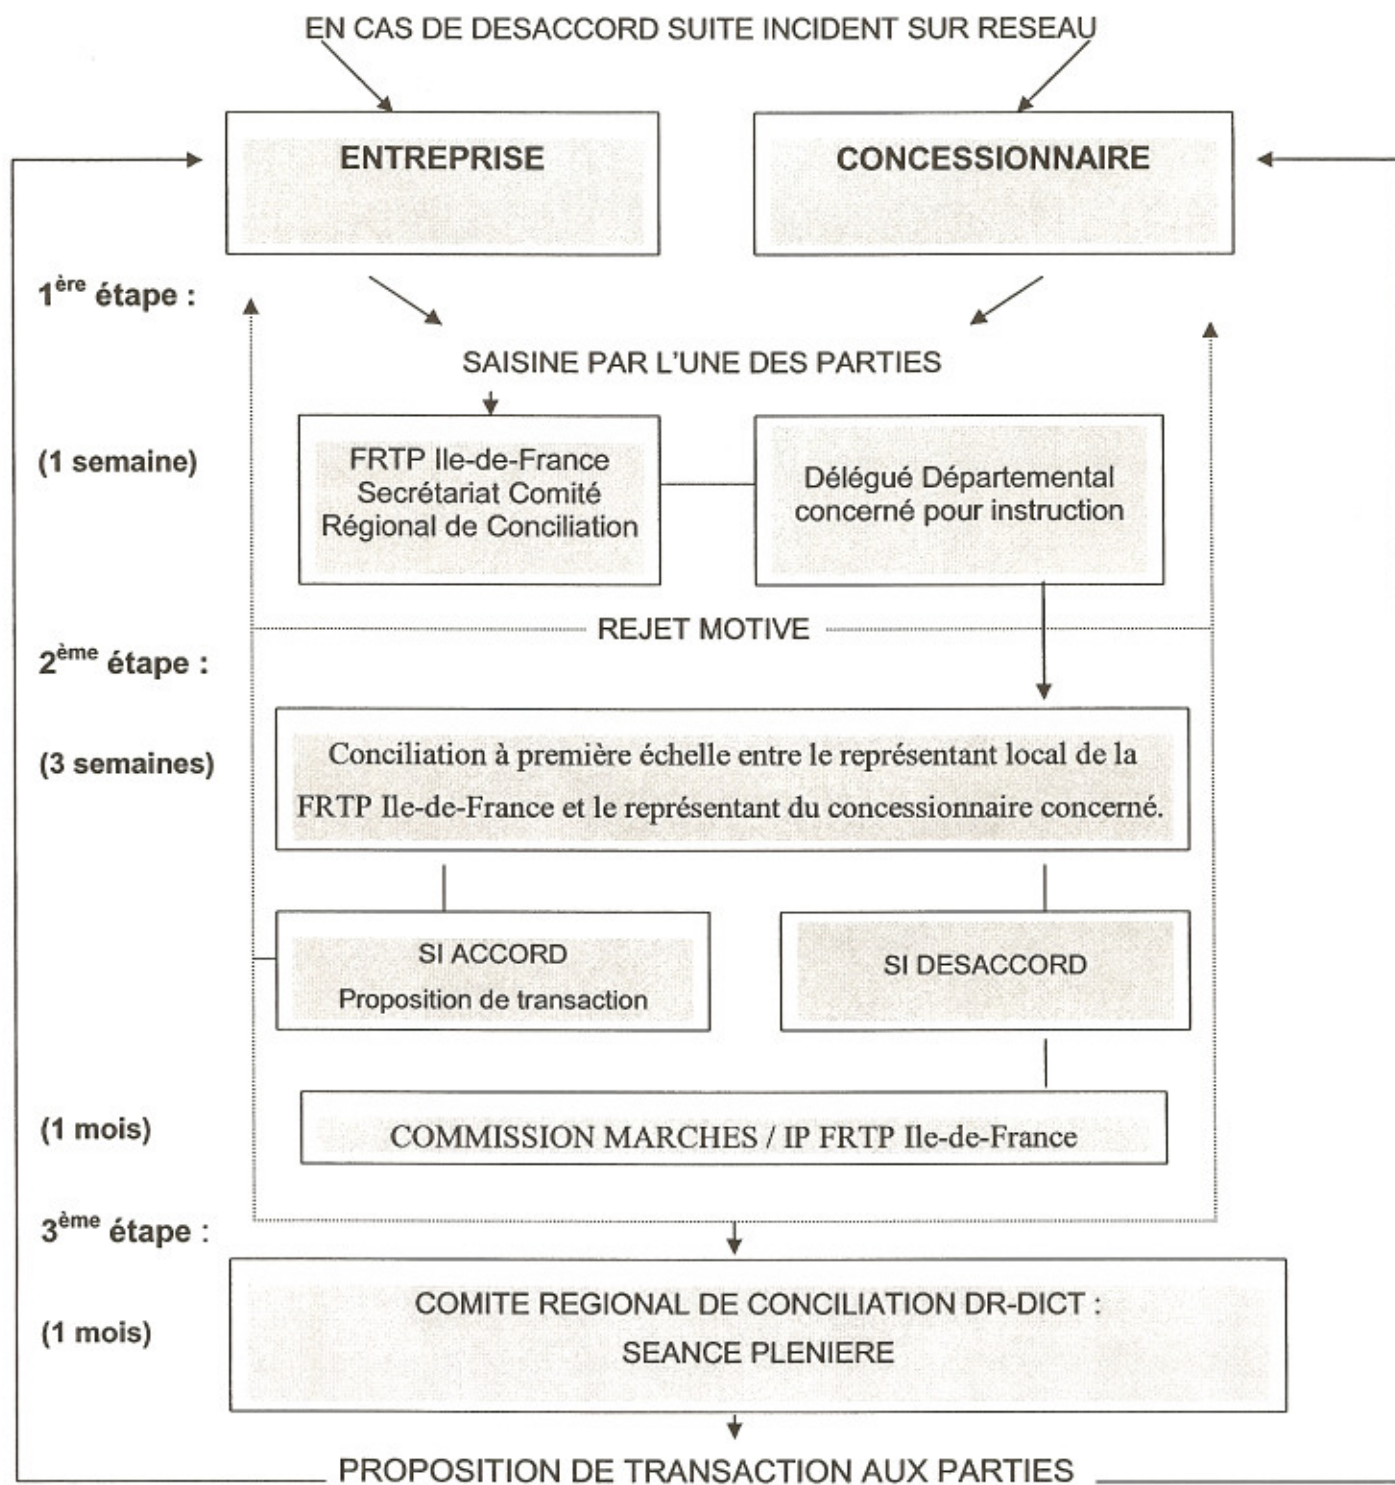 EN CAS DE DESACCORD SUITE INCIDENT SUR RESEAU
ENTREPRISE
CONCESSIONNAIRE
1ère étape :
SAISINE PAR L'UNE DES PARTIES
(1 semaine)
FRTP Ile-de-France
Secrétariat Comité
Régional de Conciliation
Délégué Départemental
concerné pour instruction
REJET MOTIVE
2ème étape :
(3 semaines)
Conciliation à première échelle entre le représentant local de la
FRTP Ile-de-France et le représentant du concessionnaire concerné.
SI ACCORD
Proposition de transaction
SI DESACCORD
(1 mois)
COMMISSION MARCHES / IP FRTP Ile-de-France
3ème étape :
(1 mois)
COMITE REGIONAL DE CONCILIATION DR-DICT :
SEANCE PLENIERE
PROPOSITION DE TRANSACTION AUX PARTIES